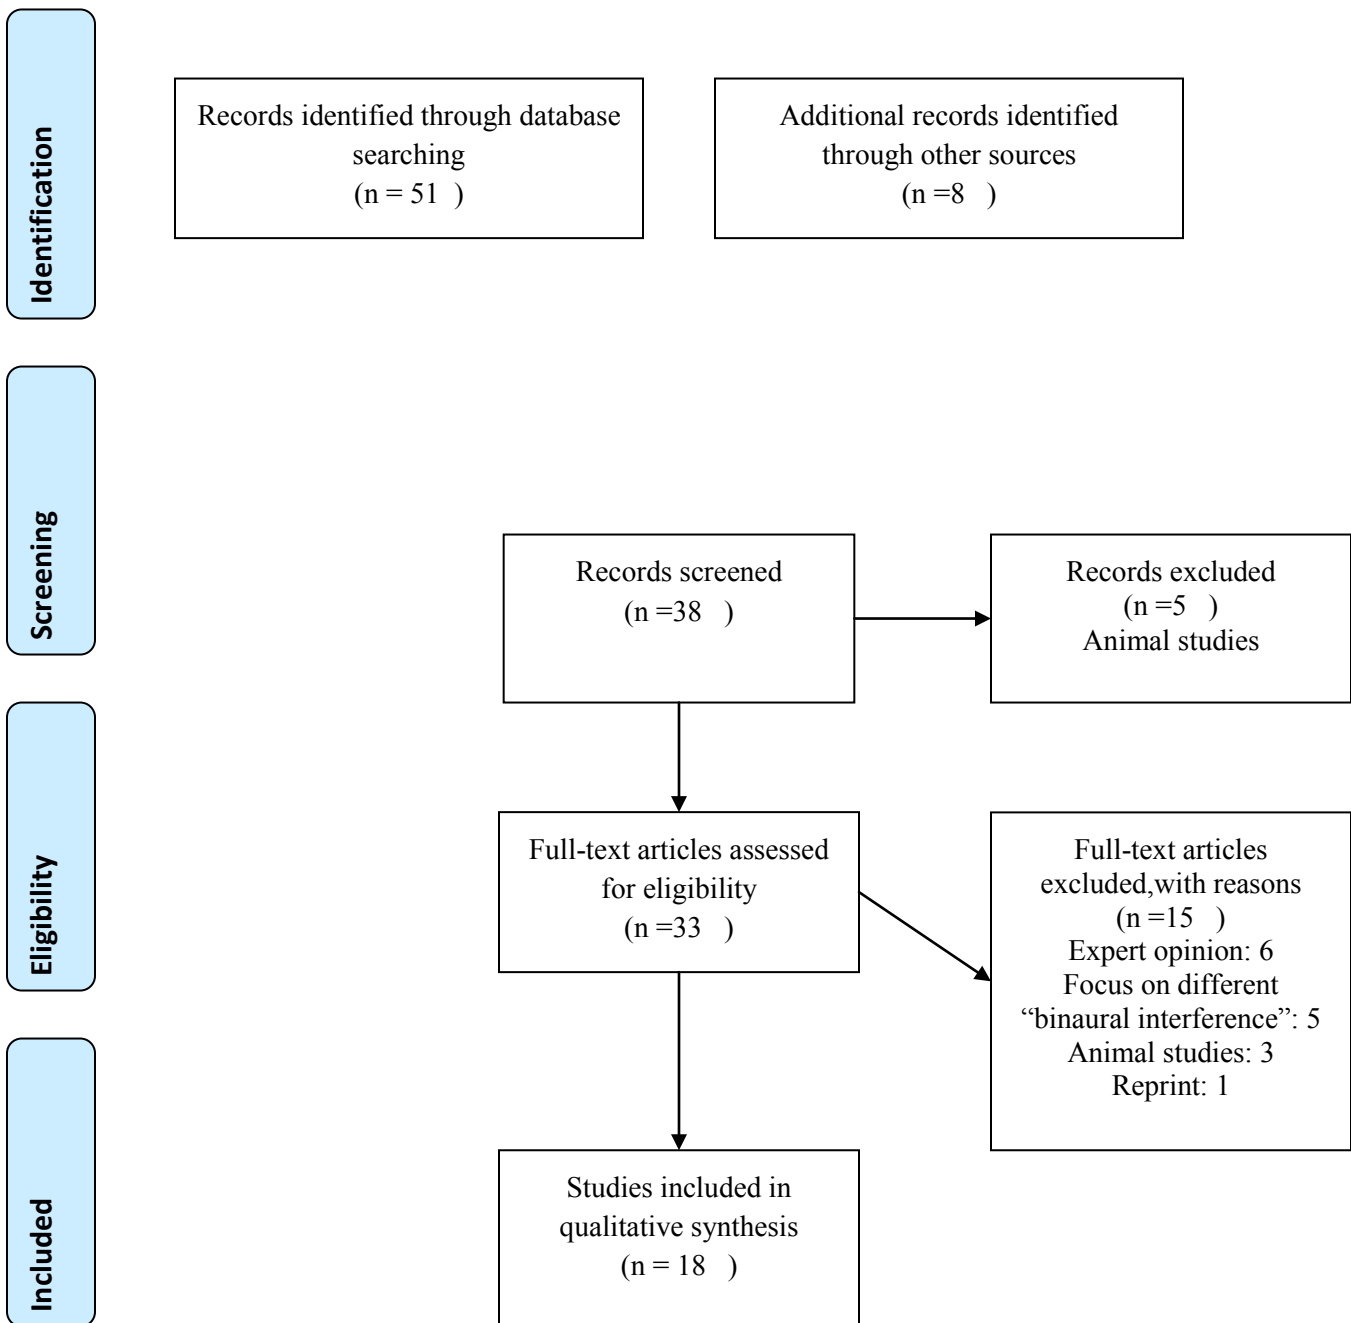 Identification
Records identified through database
searching
(n = 51 )
Additional records identified
through other sources
(n =8 )
Screening
Records screened
(n =38 )
Records excluded
(n =5 )
Animal studies
Eligibility
Full-text articles assessed
for eligibility
(n =33 )
Full-text articles
excluded,with reasons
(n =15 )
Expert opinion: 6
Focus on different
“binaural interference”: 5
Animal studies: 3
Reprint: 1
Included
Studies included in
qualitative synthesis
(n = 18 )